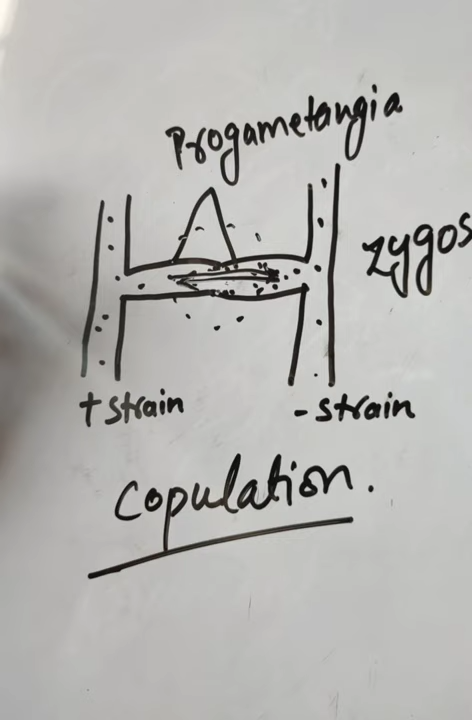 Progametangia
zygos
+ strain
- strain
copulation.